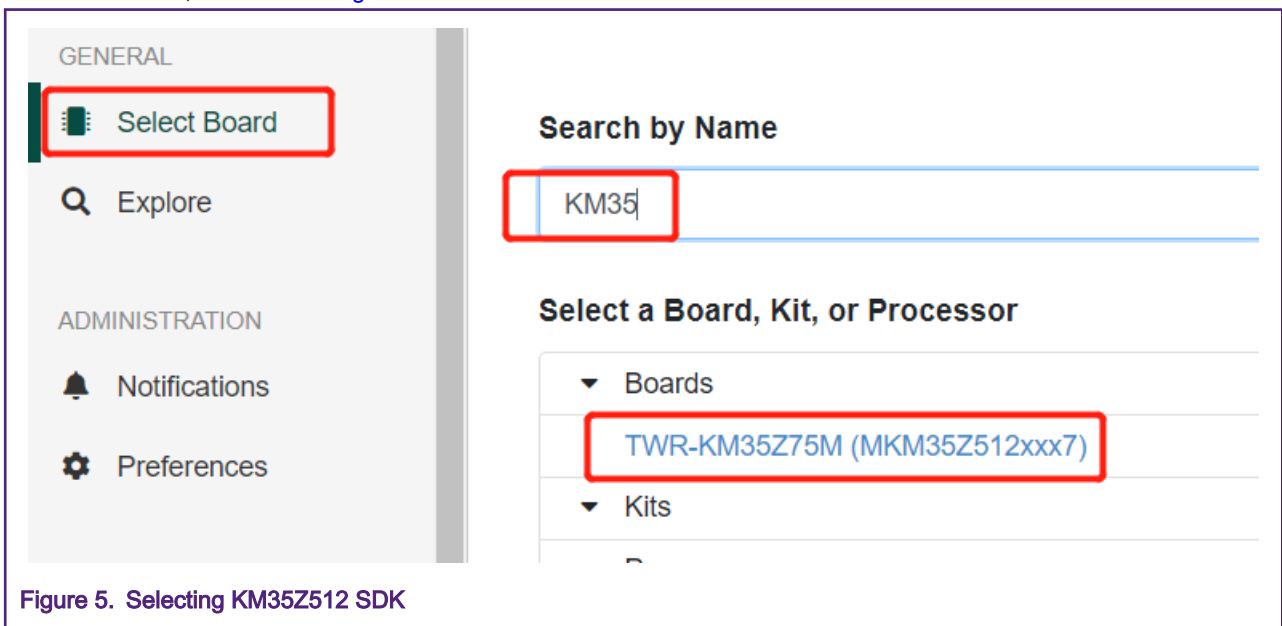 GENERAL
Select Board
Explore
ADMINISTRATION
Notifications
Preferences
Search by Name
KM35
Select a Board, Kit, or Processor
Boards
TWR-KM35Z75M (MKM35Z512xxx7)
Kits
Figure 5. Selecting KM35Z512 SDK